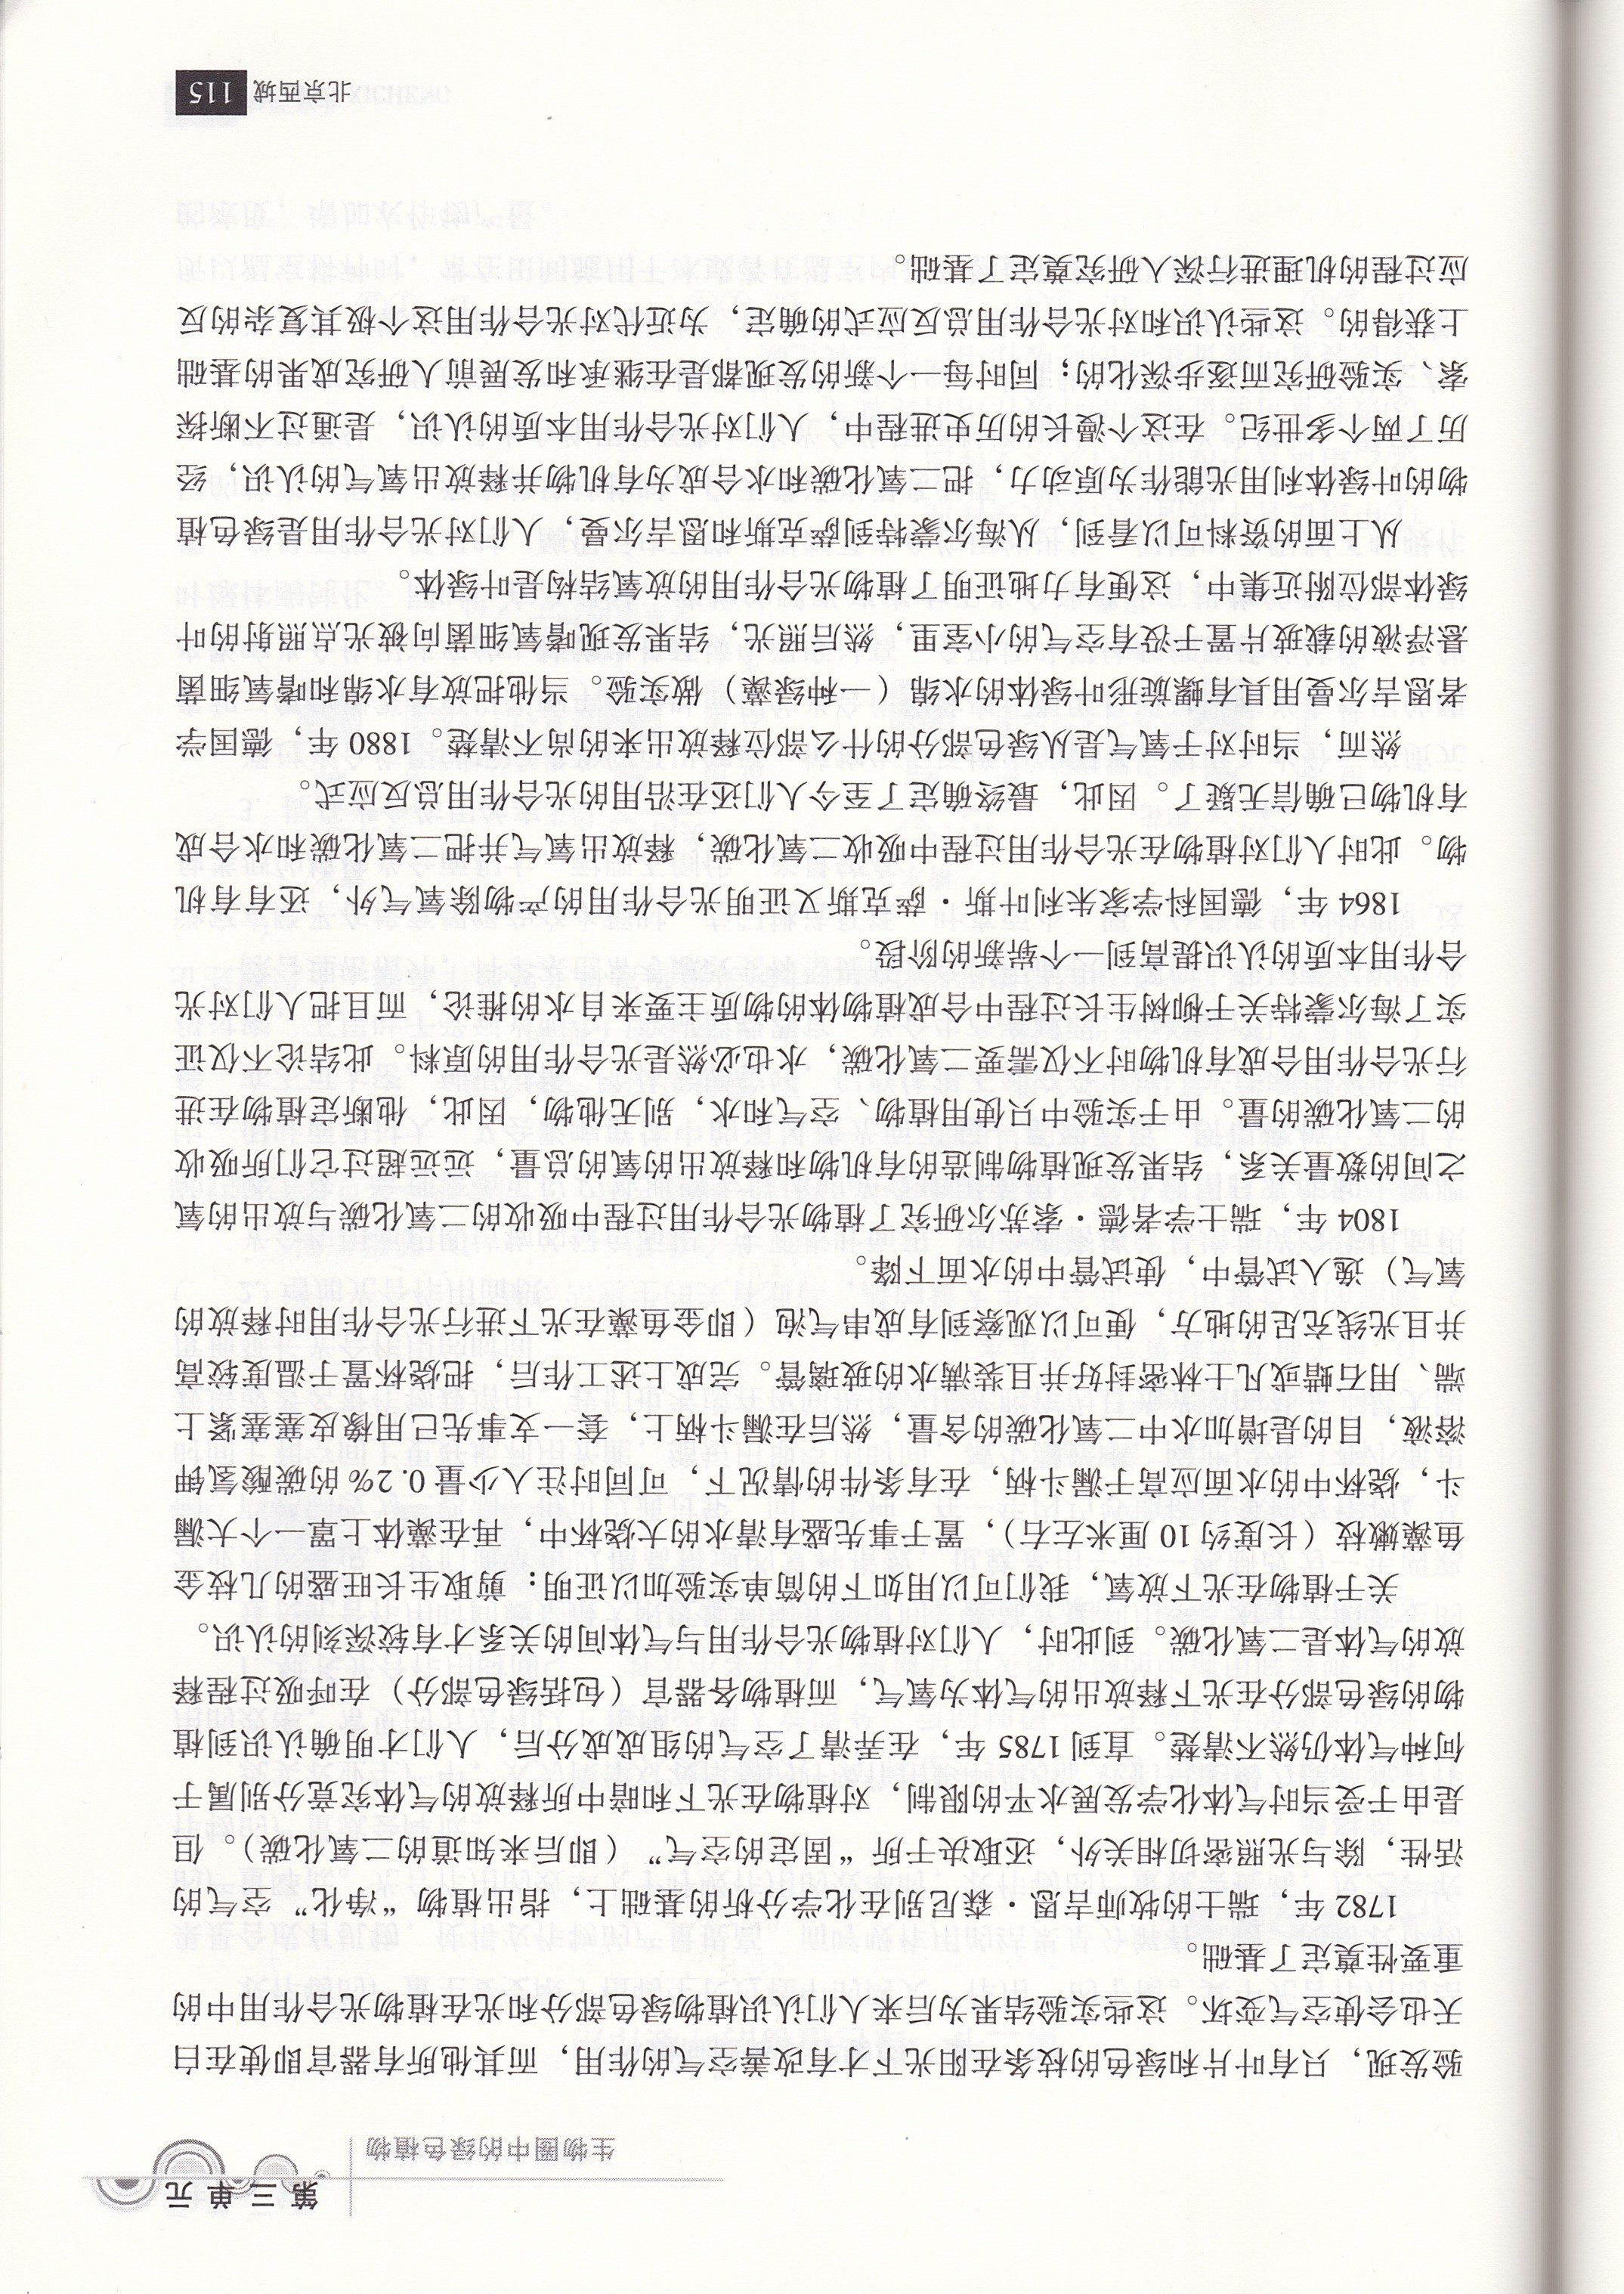 第三单元
生物圈中的绿色植物
验发现，只有叶片和绿色的枝条在阳光下才有改善空气的作用，而其他所有器官即使在白
天也会使空气变坏。这些实验结果为后来人们认识植物绿色部分和光在植物光合作用中的
重要性奠定了基础。
1782 年，瑞士的牧师吉恩·森尼别在化学分析的基础上，指出植物“净化”空气的
活性，除与光照密切相关外，还取决于所“固定的空气”（即后来知道的二氧化碳）。但
是由于受当时气体化学发展水平的限制，对植物在光下和暗中所释放的气体究竟分别属于
何种气体仍然不清楚。直到 1785 年，在弄清了空气的组成成分后，人们才明确认识到植
物的绿色部分在光下释放出的气体为氧气，而植物各器官（包括绿色部分）在呼吸过程释
放的气体是二氧化碳。到此时，人们对植物光合作用与气体间的关系才有较深刻的认识。
关于植物在光下放氧，我们可以用如下的简单实验加以证明：剪取生长旺盛的几枝金
鱼藻嫩枝（长度约 10 厘米左右），置于事先盛有清水的大烧杯中，再在藻体上罩一个大漏
斗，烧杯中的水面应高于漏斗柄，在有条件的情况下，可同时注入少量 0.2% 的碳酸氢钾
溶液，目的是增加水中二氧化碳的含量，然后在漏斗柄上，套一支事先已用橡皮塞塞紧上
端、用石蜡或凡士林密封好并且装满水的玻璃管。完成上述工作后，把烧杯置于温度较高
并且光线充足的地方，便可以观察到有成串气泡（即金鱼藻在光下进行光合作用时释放的
氧气）逸入试管中，使试管中的水面下降。
1804 年，瑞士学者德·索苏尔研究了植物光合作用过程中吸收的二氧化碳与放出的氧
之间的数量关系，结果发现植物制造的有机物和释放出的氧的总量，远远超过它们所吸收
的二氧化碳的量。由于实验中只使用植物、空气和水，别无他物，因此，他断定植物在进
行光合作用合成有机物时不仅需要二氧化碳，水也必然是光合作用的原料。此结论不仅证
实了海尔蒙特关于柳树生长过程中合成植物体的物质主要来自水的推论，而且把人们对光
合作用本质的认识提高到一个崭新的阶段。
1864 年，德国科学家朱利叶斯·萨克斯又证明光合作用的产物除氧气外，还有有机
物。此时人们对植物在光合作用过程中吸收二氧化碳，释放出氧气并把二氧化碳和水合成
有机物已确信无疑了。因此，最终确定了至今人们还在沿用的光合作用总反应式。
然而，当时对于氧气是从绿色部分的什么部位释放出来的尚不清楚。1880 年，德国学
者恩吉尔曼用具有螺旋形叶绿体的水绵（一种绿藻）做实验。当他把放有水绵和嗜氧细菌
悬浮液的载玻片置于没有空气的小室里，然后照光，结果发现嗜氧细菌向被光点照射的叶
绿体部位附近集中，这便有力地证明了植物光合作用的放氧结构是叶绿体。
从上面的资料可以看到，从海尔蒙特到萨克斯和恩吉尔曼，人们对光合作用是绿色植
物的叶绿体利用光能作为原动力，把二氧化碳和水合成为有机物并释放出氧气的认识，经
历了两个多世纪。在这个漫长的历史进程中，人们对光合作用本质的认识，是通过不断探
索、实验研究而逐步深化的；同时每一个新的发现都是在继承和发展前人研究成果的基础
上获得的。这些认识和对光合作用总反应式的确定，为近代对光合作用这个极其复杂的反
应过程的机理进行深入研究奠定了基础。
北京西城 115